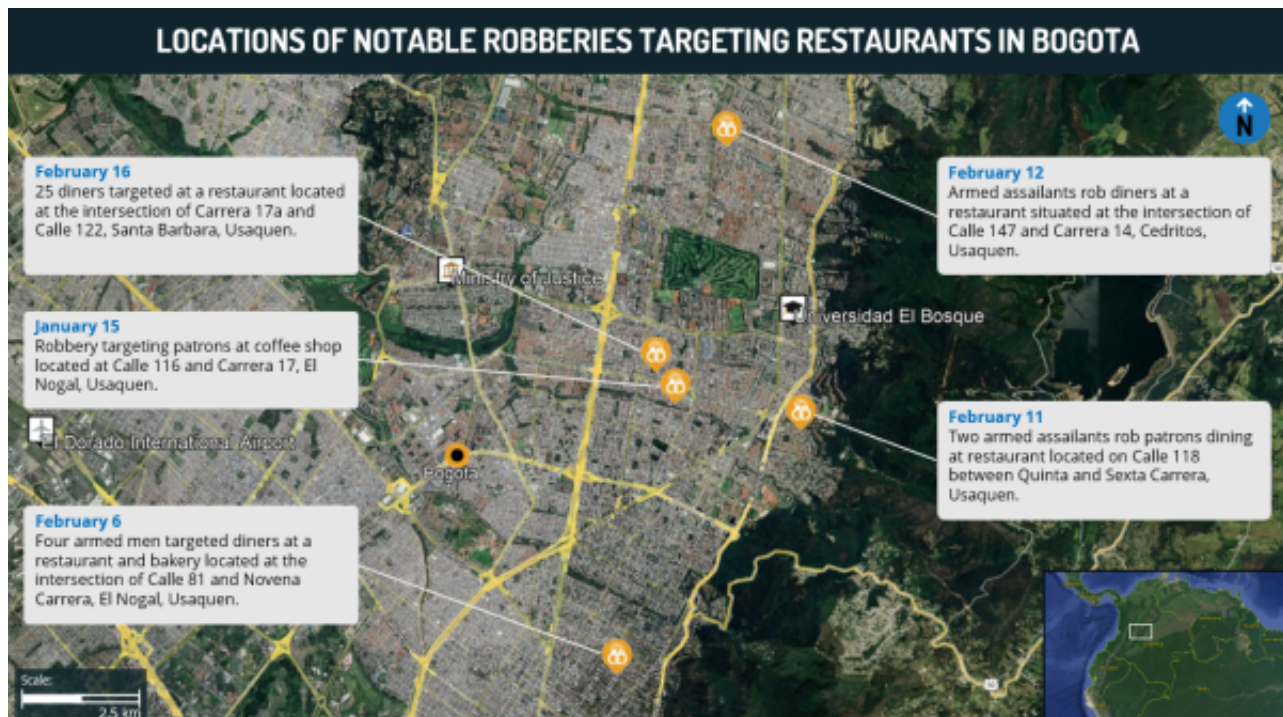 LOCATIONS OF NOTABLE ROBBERIES TARGETING RESTAURANTS IN BOGOTA
N
February 16
25 diners targeted at a restaurant located
at the intersection of Carrera 17a and
Calle 122, Santa Barbara, Usaquen.
February 12
Armed assailants rob diners at a
restaurant situated at the intersection of
Calle 147 and Carrera 14, Cedritos,
Usaquen.
Ministry of Justice
Universidad El Bosque
January 15
Robbery targeting patrons at coffee shop
located at Calle 116 and Carrera 17, El
Nogal, Usaquen.
El Dorado International Airport
Bogota
February 11
Two armed assailants rob patrons dining
at restaurant located on Calle 118
between Quinta and Sexta Carrera,
Usaquen.
February 6
Four armed men targeted diners at a
restaurant and bakery located at the
intersection of Calle 81 and Novena
Carrera, El Nogal, Usaquen.
Scale:
2.5 km